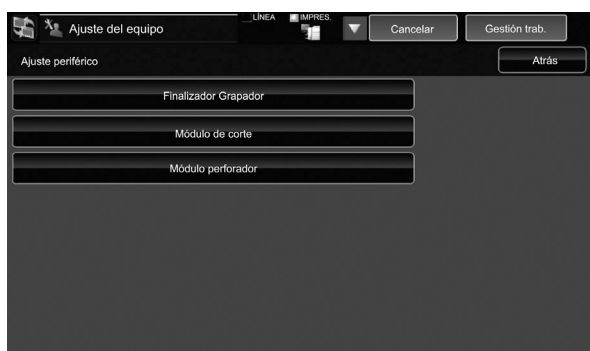 Ajuste del equipo
LÍNEA
IMPRES.
Cancelar
Gestión trab.
Ajuste periférico
Atrás
Finalizador Grapador
Módulo de corte
Módulo perforador